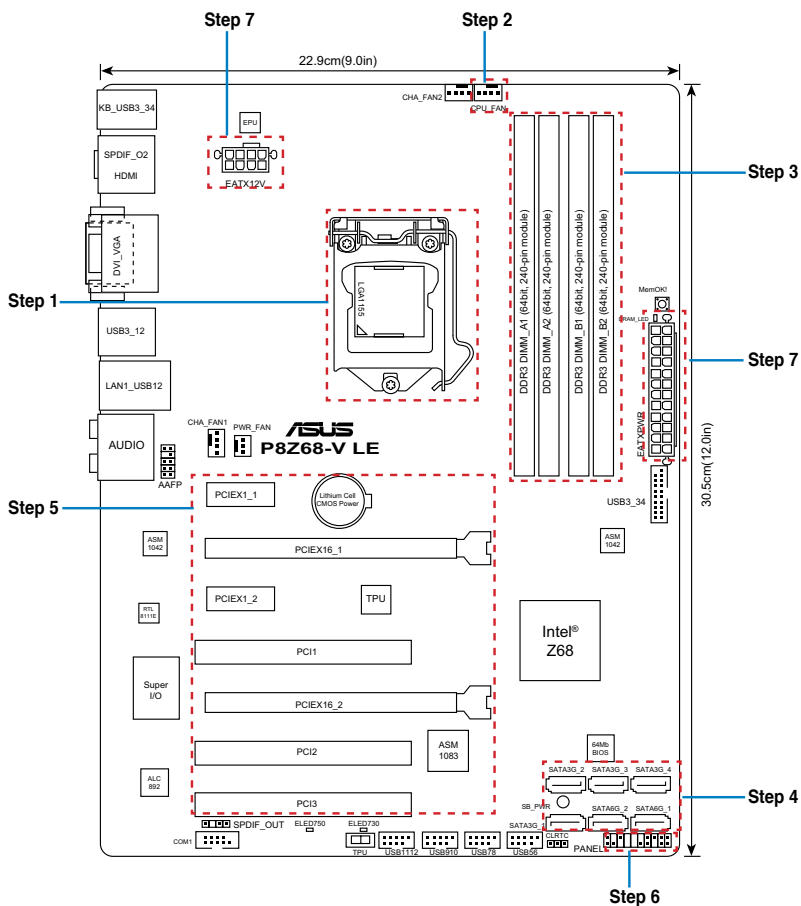 Step 7
Step 2
22.9cm(9.0in)
CHA_FAN2
CPU_FAN
KB_USB3_34
EPU
SPDIF_O2
HDMI
EATX12V
Step 3
DVI_VGA
LGA1155
DDR3 DIMM_A1 (64bit, 240-pin module)
DDR3 DIMM_A2 (64bit, 240-pin module)
DDR3 DIMM_B1 (64bit, 240-pin module)
DDR3 DIMM_B2 (64bit, 240-pin module)
MemOK!
Step 1
DRAM_LED
USB3_12
Step 7
LAN1_USB12
EATXPWR
CHA_FAN1
PWR_FAN
ASUS
P8Z68-V LE
AUDIO
AAFP
30.5cm(12.0in)
PCIEX1_1
Lithium Cell
CMOS Power
USB3_34
Step 5
ASM
1042
PCIEX16_1
ASM
1042
PCIEX1_2
TPU
RTL
8111E
Intel®
Z68
PCI1
Super
I/O
PCIEX16_2
ASM
1083
64Mb
BIOS
PCI2
SATA3G_2
SATA3G_3
SATA3G_4
ALC
892
Step 4
SB_PWR
PCI3
SATA6G_2
SATA6G_1
SPDIF_OUT
ELED750
ELED730
COM1
TPU
USB1112
USB910
USB78
USB56
CLRTC
PANEL
Step 6